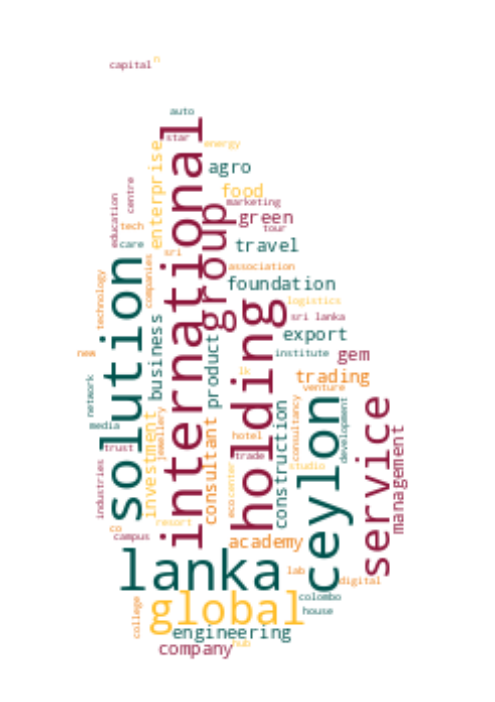 capital
n
auto
star
energy
international
enterprise
agro
centre
food
marketing
education
green
tech
tour
group
care
travel
sri
association
companies
solution
foundation
technology
holding
logistics
sri lanka
business
export
new
institute
gem
product
lk
trading
network
venture
jewellery
investment
consultant
construction
consultancy
ceylon
development
service
media
hotel
management
trust
trade
industries
ecocenter
studio
resort
co
campus
academy
lanka
lab
digital
global
colombo
house
college
engineering
company
hub